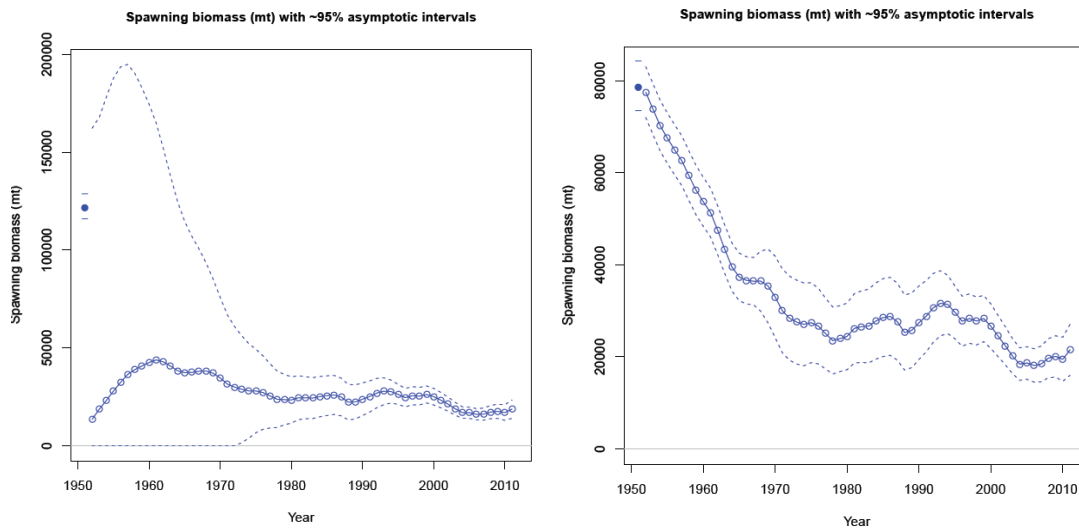 Spawning biomass (mt) with ~95% asymptotic intervals
Spawning biomass (mt)
200000
150000
100000
50000
0
1950 1960 1970 1980 1990 2000 2010
Year
Spawning biomass (mt) with ~95% asymptotic intervals
Spawning biomass (mt)
80000
60000
40000
20000
0
1950 1960 1970 1980 1990 2000 2010
Year